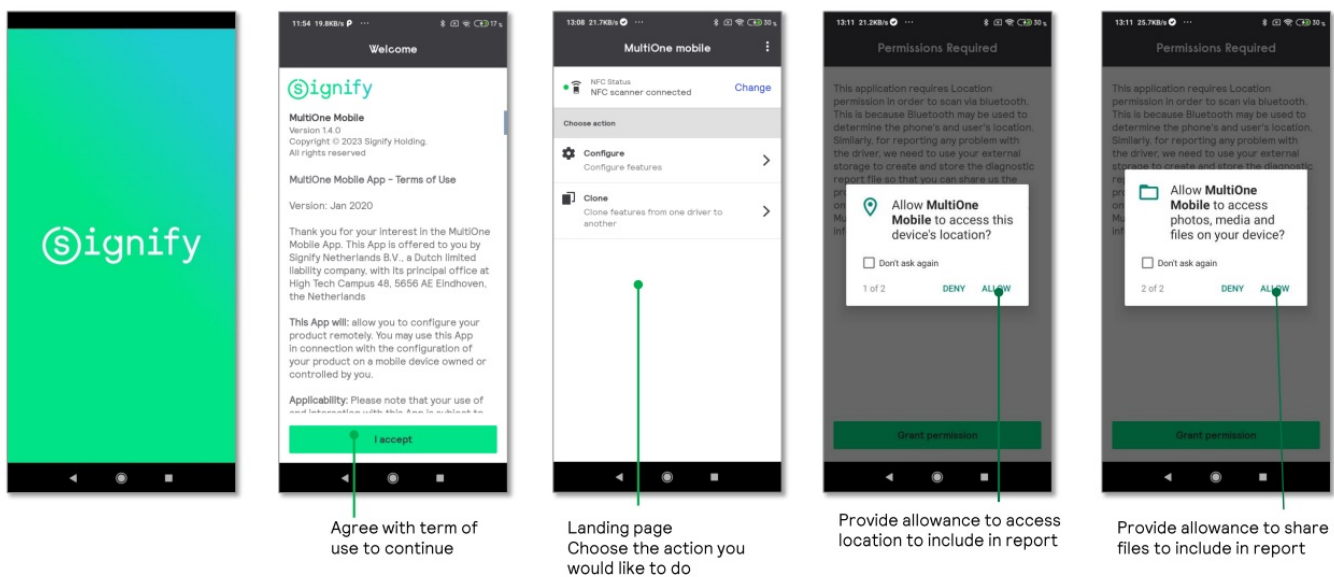 Signify
11:54 19.8KB/s P ··· 17%
Welcome
Signify
MultiOne Mobile
Version 1.4.0
Copyright © 2023 Signify Holding.
All rights reserved
MultiOne Mobile App - Terms of Use
Version: Jan 2020
Thank you for your interest in the MultiOne
Mobile App. This App is offered to you by
Signify Netherlands B.V., a Dutch limited
liability company, with its principal office at
High Tech Campus 48, 5656 AE Eindhoven,
the Netherlands
This App will: allow you to configure your
product remotely. You may use this App
in connection with the configuration of
your product on a mobile device owned or
controlled by you.
Applicability: Please note that your use of
and interaction with this App is subject to
I accept
Agree with term of
use to continue
13:08 21.7KB/s ··· 30%
MultiOne mobile
NFC Status
NFC scanner connected
Change
Choose action
Configure
Configure features
Clone
Clone features from one driver to
another
Landing page
Choose the action you
would like to do
13:11 21.2KB/s ··· 30%
Permissions Required
This application requires Location
permission in order to scan via bluetooth.
This is because Bluetooth may be used to
determine the phone's and user's location.
Similarly, for reporting any problem with
the driver, we need to use your external
storage to create and store the diagnostic
report file so that you can share us the
Allow MultiOne
Mobile to access this
device's location?
Don't ask again
1 of 2 DENY ALLOW
Grant permission
Provide allowance to access
location to include in report
13:11 25.7KB/s ··· 30%
Permissions Required
This application requires Location
permission in order to scan via bluetooth.
This is because Bluetooth may be used to
determine the phone's and user's location.
Similarly, for reporting any problem with
the driver, we need to use your external
storage to create and store the diagnostic
Allow MultiOne
Mobile to access
photos, media and
files on your device?
Don't ask again
2 of 2 DENY ALLOW
Grant permission
Provide allowance to share
files to include in report